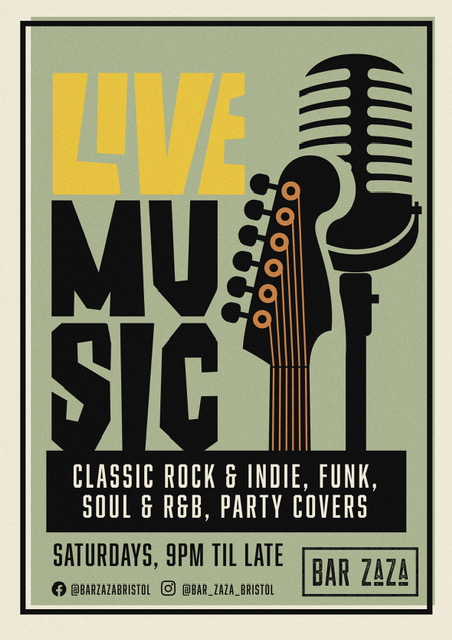 LIVE
MU
SIC
CLASSIC ROCK & INDIE, FUNK,
SOUL & R&B, PARTY COVERS
SATURDAYS, 9PM TIL LATE
BAR ZAZA
@BARZAZABRISTOL @BAR_ZAZA_BRISTOL